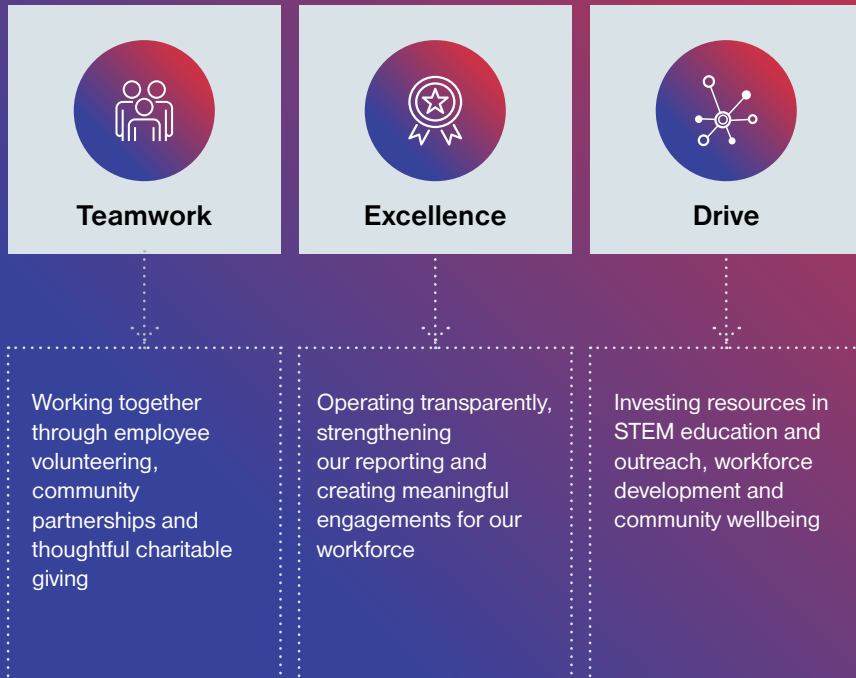 Teamwork
Excellence
Drive
Working together
through employee
volunteering,
community
partnerships and
thoughtful charitable
giving
Operating transparently,
strengthening
our reporting and
creating meaningful
engagements for our
workforce
Investing resources in
STEM education and
outreach, workforce
development and
community wellbeing